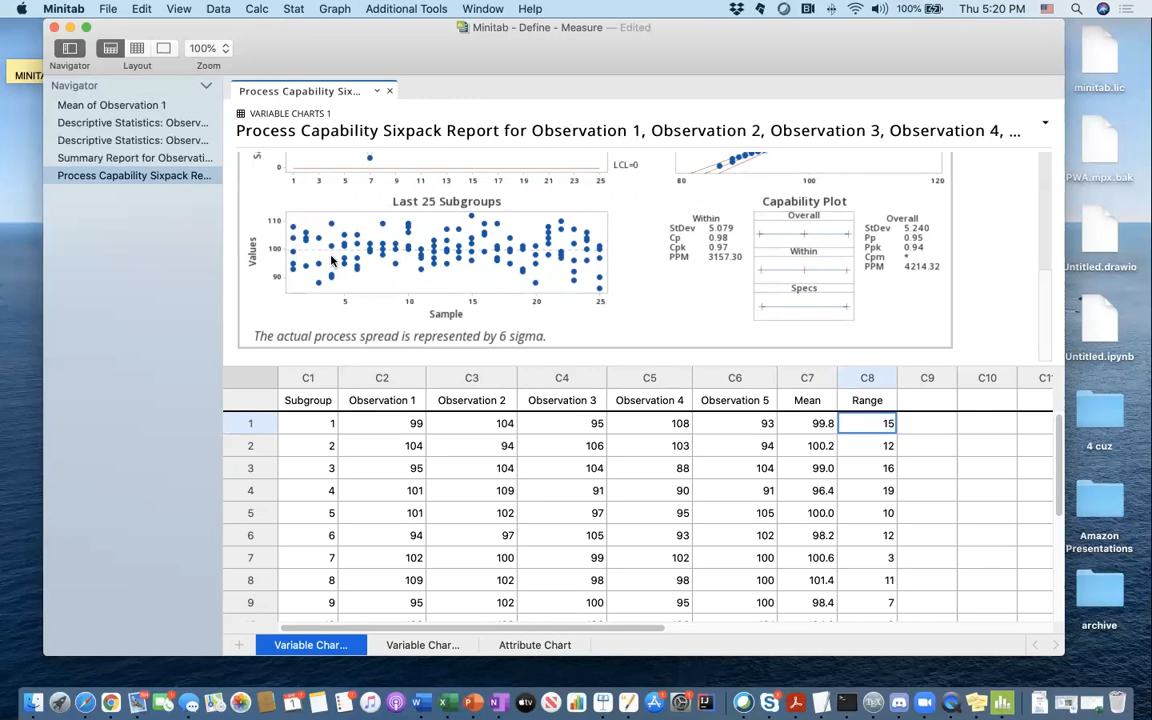 Minitab File Edit View Data Calc Stat Graph Additional Tools Window Help 100% Thu 5:20 PM
Minitab - Define - Measure — Edited
100%
Navigator Layout Zoom
MINITA
Navigator
Mean of Observation 1
Descriptive Statistics: Observ...
Descriptive Statistics: Observ...
Summary Report for Observati...
Process Capability Sixpack Re...
Process Capability Six...
VARIABLE CHARTS 1
Process Capability Sixpack Report for Observation 1, Observation 2, Observation 3, Observation 4, ...
0
LCL=0
1 3 5 7 9 11 13 15 17 19 21 23 25
80 100 120
Last 25 Subgroups
110
100
90
Values
5 10 15 20 25
Sample
Capability Plot
Within
StDev 5.079
Cp 0.98
Cpk 0.97
PPM 3157.30
Overall
Within
Specs
Overall
StDev 5.240
Pp 0.95
Ppk 0.94
Cpm *
PPM 4214.32
The actual process spread is represented by 6 sigma.
C1 C2 C3 C4 C5 C6 C7 C8 C9 C10 C1
Subgroup Observation 1 Observation 2 Observation 3 Observation 4 Observation 5 Mean Range
1 1 99 104 95 108 93 99.8 15
2 2 104 94 106 103 94 100.2 12
3 3 95 104 104 88 104 99.0 16
4 4 101 109 91 90 91 96.4 19
5 5 101 102 97 95 105 100.0 10
6 6 94 97 105 93 102 98.2 12
7 7 102 100 99 102 100 100.6 3
8 8 109 102 98 98 100 101.4 11
9 9 95 102 100 95 100 98.4 7
Variable Char... Variable Char... Attribute Chart
minitab.lic
PWA.mpx.bak
Untitled.drawio
Untitled.ipynb
4 cuz
Amazon
Presentations
archive